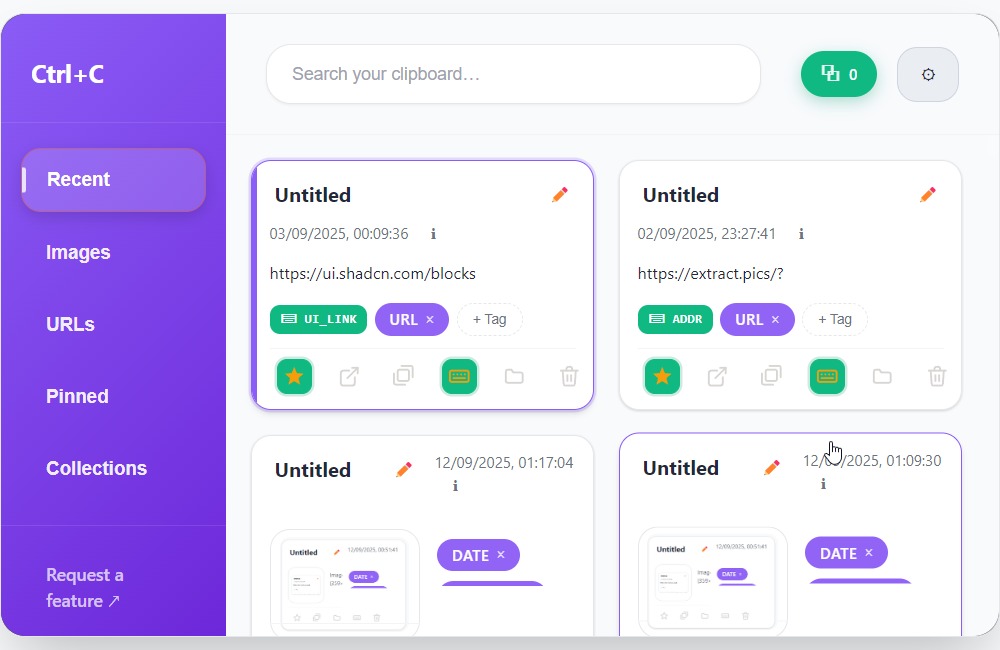 Ctrl+C
Search your clipboard…
0
Recent
Images
URLs
Pinned
Collections
Request a
feature ↗
Untitled
03/09/2025, 00:09:36 ℹ
https://ui.shadcn.com/blocks
UI_LINK URL × + Tag
Untitled
02/09/2025, 23:27:41 ℹ
https://extract.pics/?
ADDR URL × + Tag
Untitled 12/09/2025, 01:17:04
ℹ
Untitled 12/09/2025, 00:51:41
DATE ×
DATE ×
Untitled 12/09/2025, 01:09:30
ℹ
Untitled 12/09/2025, 00:51:41
DATE ×
DATE ×